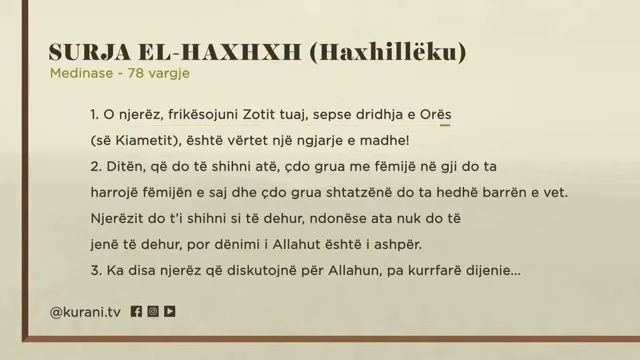 SURJA EL-HAXHXH (Haxhillëku)
Medinase - 78 vargje
1. O njerëz, frikësojuni Zotit tuaj, sepse dridhja e Orës
(së Kiametit), është vërtet një ngjarje e madhe!
2. Ditën, që do të shihni atë, çdo grua me fëmijë në gji do ta
harrojë fëmijën e saj dhe çdo grua shtatzënë do ta hedhë barrën e vet.
Njerëzit do t’i shihni si të dehur, ndonëse ata nuk do të
jenë të dehur, por dënimi i Allahut është i ashpër.
3. Ka disa njerëz që diskutojnë për Allahun, pa kurrfarë dijenie...
@kurani.tv